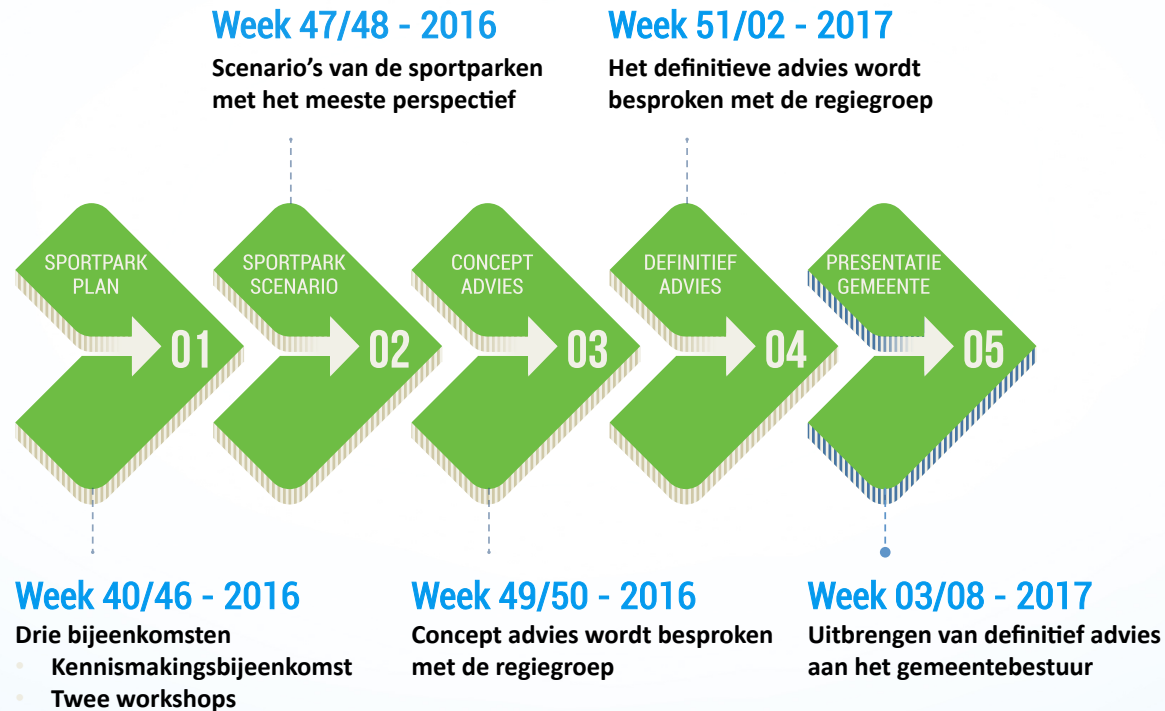 Week 47/48 - 2016
Scenario's van de sportparken
met het meeste perspectief
Week 51/02 - 2017
Het definitieve advies wordt
besproken met de regiegroep
SPORTPARK
PLAN
01
SPORTPARK
SCENARIO
02
CONCEPT
ADVIES
03
DEFINITIEF
ADVIES
04
PRESENTATIE
GEMEENTE
05
Week 40/46 - 2016
Drie bijeenkomsten
• Kennismakingsbijeenkomst
• Twee workshops
Week 49/50 - 2016
Concept advies wordt besproken
met de regiegroep
Week 03/08 - 2017
Uitbrengen van definitief advies
aan het gemeentebestuur